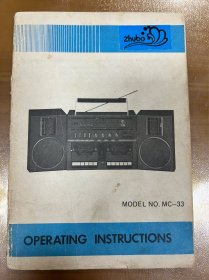 zhubo
MODEL NO. MC-33
OPERATING INSTRUCTIONS